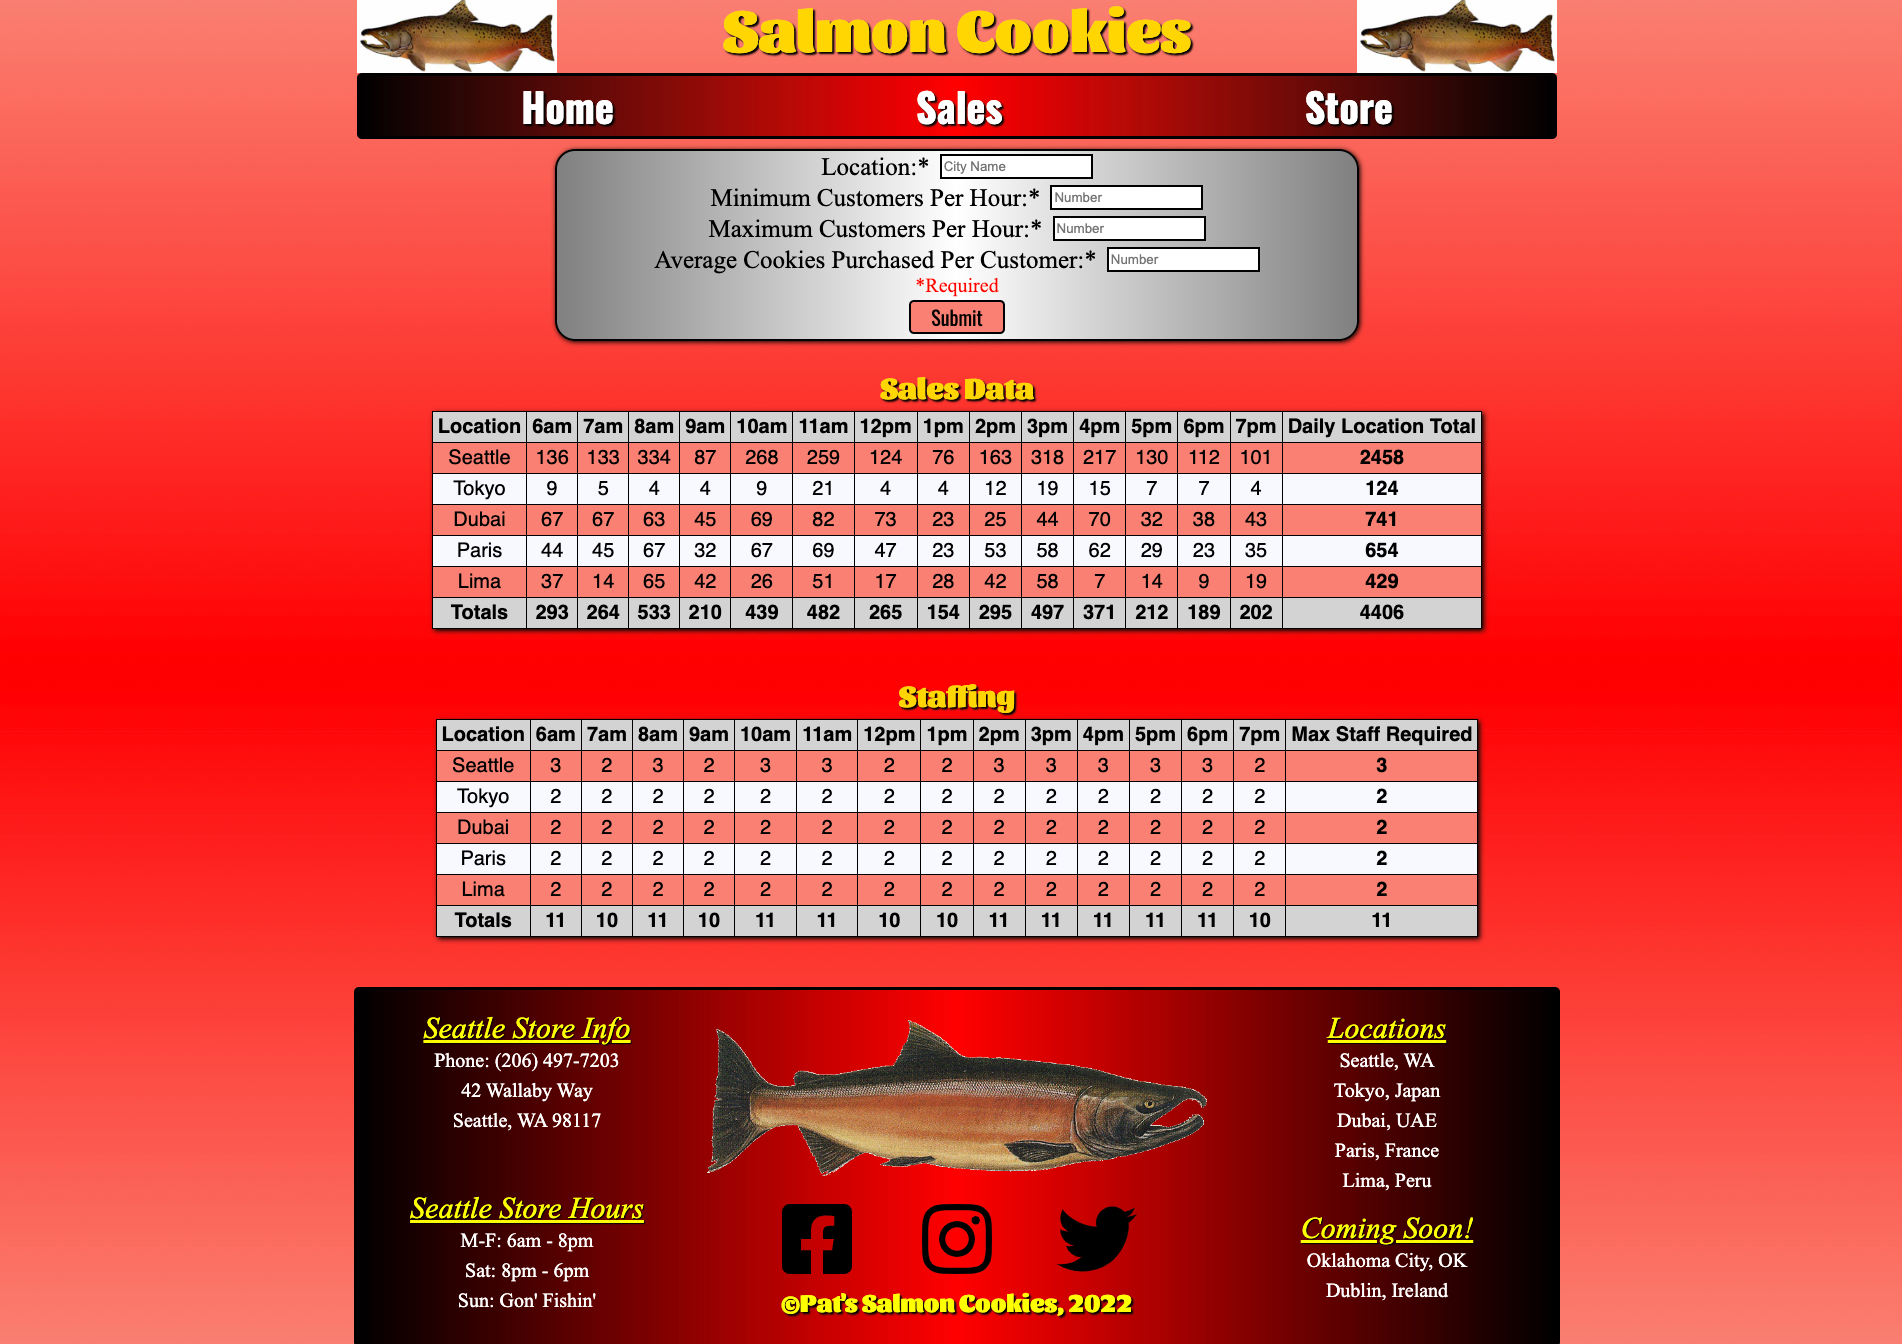 Salmon Cookies
Home Sales Store
Location:* City Name
Minimum Customers Per Hour:* Number
Maximum Customers Per Hour:* Number
Average Cookies Purchased Per Customer:* Number
*Required
Submit
Sales Data
Location 6am 7am 8am 9am 10am 11am 12pm 1pm 2pm 3pm 4pm 5pm 6pm 7pm Daily Location Total
Seattle 136 133 334 87 268 259 124 76 163 318 217 130 112 101 2458
Tokyo 9 5 4 4 9 21 4 4 12 19 15 7 7 4 124
Dubai 67 67 63 45 69 82 73 23 25 44 70 32 38 43 741
Paris 44 45 67 32 67 69 47 23 53 58 62 29 23 35 654
Lima 37 14 65 42 26 51 17 28 42 58 7 14 9 19 429
Totals 293 264 533 210 439 482 265 154 295 497 371 212 189 202 4406
Staffing
Location 6am 7am 8am 9am 10am 11am 12pm 1pm 2pm 3pm 4pm 5pm 6pm 7pm Max Staff Required
Seattle 3 2 3 2 3 3 2 2 3 3 3 3 3 2 3
Tokyo 2 2 2 2 2 2 2 2 2 2 2 2 2 2 2
Dubai 2 2 2 2 2 2 2 2 2 2 2 2 2 2 2
Paris 2 2 2 2 2 2 2 2 2 2 2 2 2 2 2
Lima 2 2 2 2 2 2 2 2 2 2 2 2 2 2 2
Totals 11 10 11 10 11 11 10 10 11 11 11 11 11 10 11
Seattle Store Info
Phone: (206) 497-7203
42 Wallaby Way
Seattle, WA 98117
Seattle Store Hours
M-F: 6am - 8pm
Sat: 8pm - 6pm
Sun: Gon' Fishin'
©Pat's Salmon Cookies, 2022
Locations
Seattle, WA
Tokyo, Japan
Dubai, UAE
Paris, France
Lima, Peru
Coming Soon!
Oklahoma City, OK
Dublin, Ireland